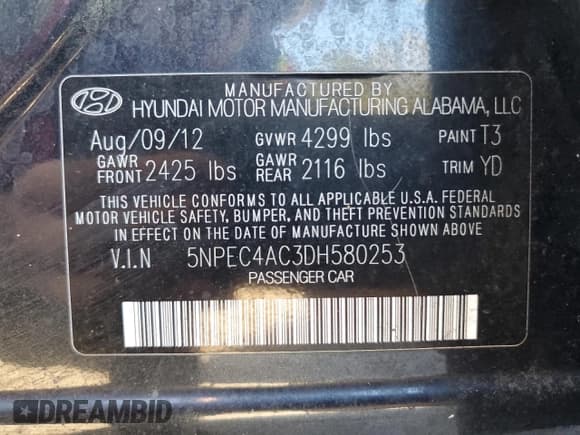 MANUFACTURED BY
HYUNDAI MOTOR MANUFACTURING ALABAMA, LLC
Aug/09/12 GVWR 4299 lbs PAINT T3
GAWR FRONT 2425 lbs GAWR REAR 2116 lbs TRIM YD
THIS VEHICLE CONFORMS TO ALL APPLICABLE U.S.A. FEDERAL
MOTOR VEHICLE SAFETY, BUMPER, AND THEFT PREVENTION STANDARDS
IN EFFECT ON THE DATE OF MANUFACTURE SHOWN ABOVE
V.I.N 5NPEC4AC3DH580253
PASSENGER CAR
DREAMBID